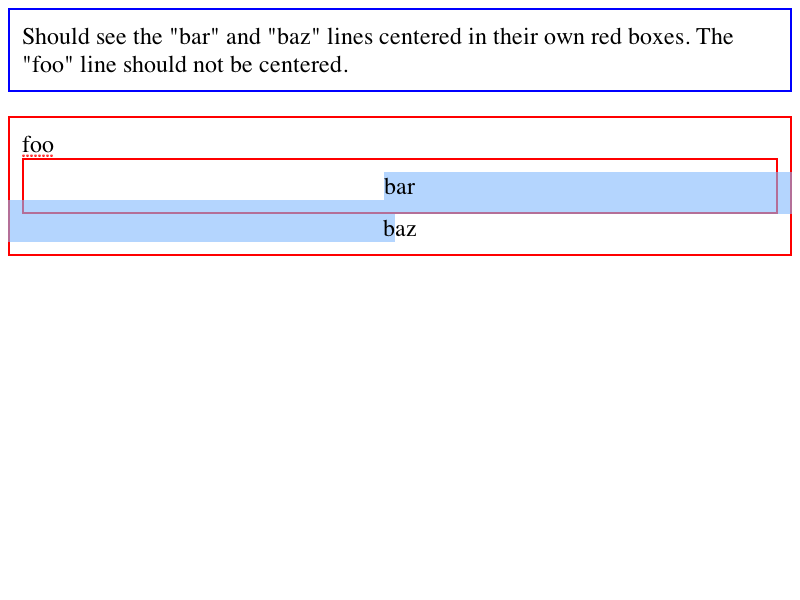 Should see the "bar" and "baz" lines centered in their own red boxes. The
"foo" line should not be centered.
foo
bar
baz